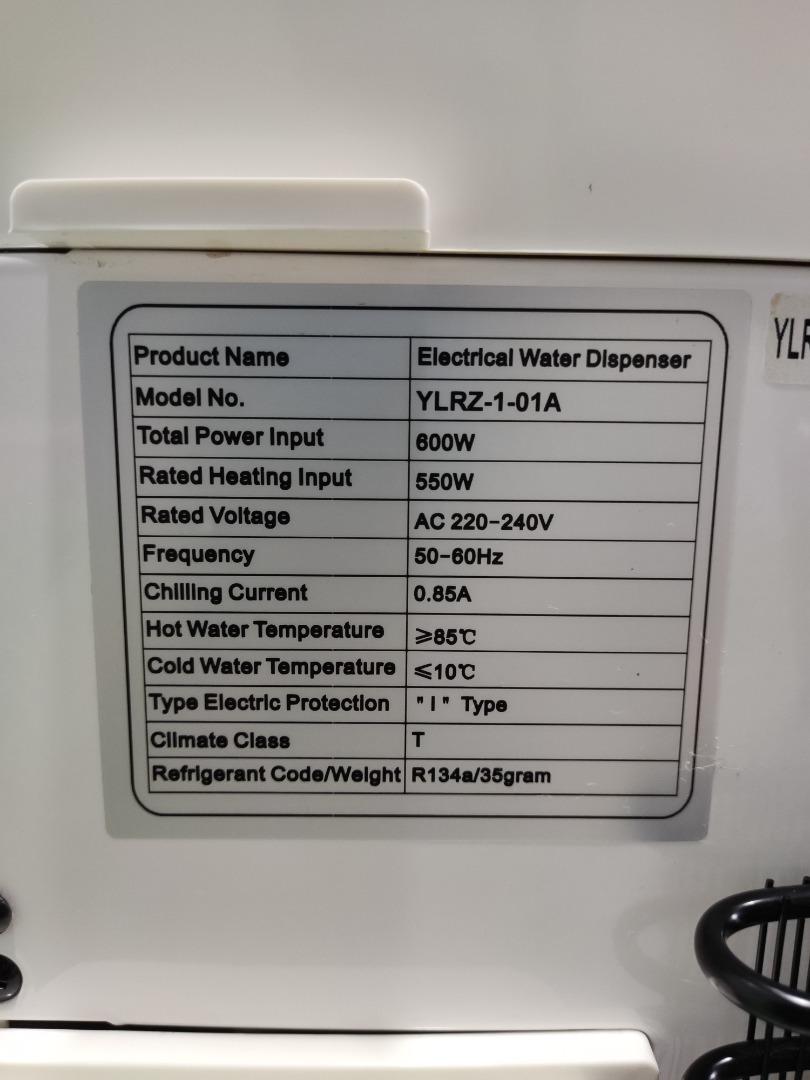 Product Name Electrical Water Dispenser
Model No. YLRZ-1-01A
Total Power Input 600W
Rated Heating Input 550W
Rated Voltage AC 220-240V
Frequency 50-60Hz
Chilling Current 0.85A
Hot Water Temperature ≥85℃
Cold Water Temperature ≤10℃
Type Electric Protection "I" Type
Climate Class T
Refrigerant Code/Weight R134a/35gram